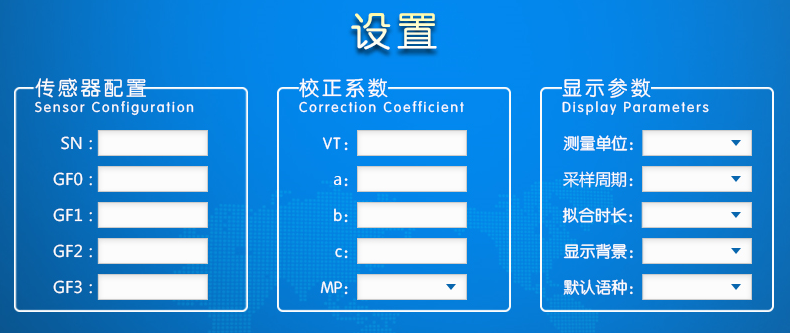 设置
传感器配置
Sensor Configuration
SN :
GF0 :
GF1 :
GF2 :
GF3 :
校正系数
Correction Coefficient
VT:
a:
b:
c:
MP:
显示参数
Display Parameters
测量单位:
采样周期:
拟合时长:
显示背景:
默认语种: